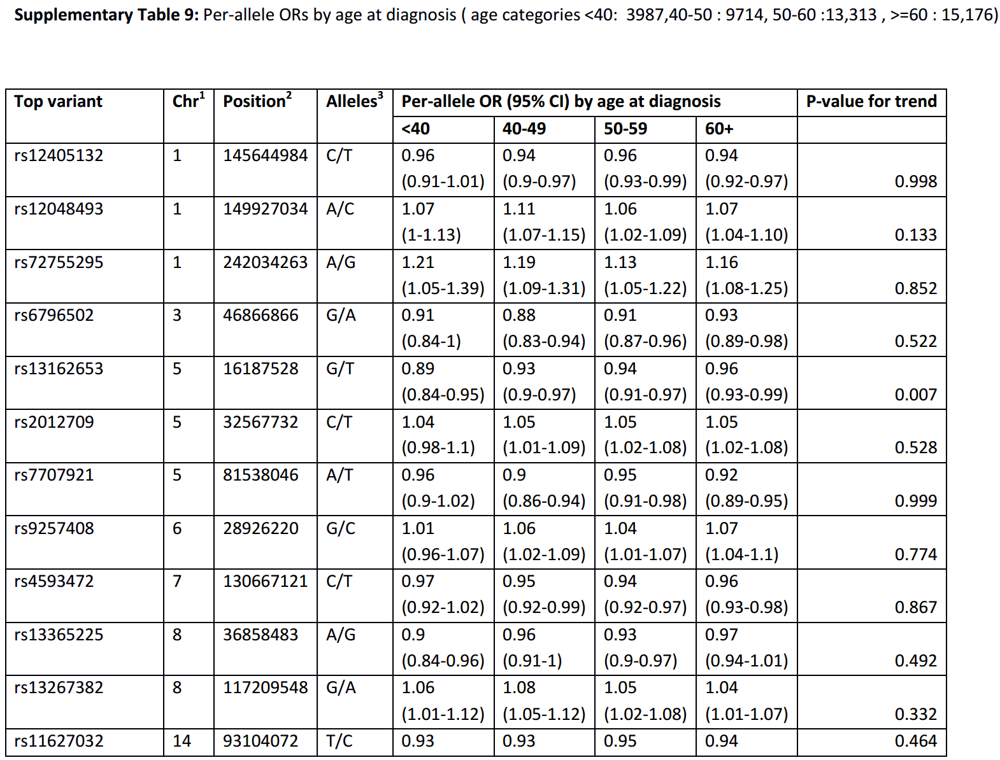 Supplementary Table 9: Per-allele ORs by age at diagnosis ( age categories <40:  3987,40-50 : 9714, 50-60 :13,313 , >=60 : 15,176)
Top variant Chr1 Position2 Alleles3 Per-allele OR (95% CI) by age at diagnosis P-value for trend
<40 40-49 50-59 60+
rs12405132 1 145644984 C/T 0.96 0.94 0.96 0.94
(0.91-1.01) (0.9-0.97) (0.93-0.99) (0.92-0.97) 0.998
rs12048493 1 149927034 A/C 1.07 1.11 1.06 1.07
(1-1.13) (1.07-1.15) (1.02-1.09) (1.04-1.10) 0.133
rs72755295 1 242034263 A/G 1.21 1.19 1.13 1.16
(1.05-1.39) (1.09-1.31) (1.05-1.22) (1.08-1.25) 0.852
rs6796502 3 46866866 G/A 0.91 0.88 0.91 0.93
(0.84-1) (0.83-0.94) (0.87-0.96) (0.89-0.98) 0.522
rs13162653 5 16187528 G/T 0.89 0.93 0.94 0.96
(0.84-0.95) (0.9-0.97) (0.91-0.97) (0.93-0.99) 0.007
rs2012709 5 32567732 C/T 1.04 1.05 1.05 1.05
(0.98-1.1) (1.01-1.09) (1.02-1.08) (1.02-1.08) 0.528
rs7707921 5 81538046 A/T 0.96 0.9 0.95 0.92
(0.9-1.02) (0.86-0.94) (0.91-0.98) (0.89-0.95) 0.999
rs9257408 6 28926220 G/C 1.01 1.06 1.04 1.07
(0.96-1.07) (1.02-1.09) (1.01-1.07) (1.04-1.1) 0.774
rs4593472 7 130667121 C/T 0.97 0.95 0.94 0.96
(0.92-1.02) (0.92-0.99) (0.92-0.97) (0.93-0.98) 0.867
rs13365225 8 36858483 A/G 0.9 0.96 0.93 0.97
(0.84-0.96) (0.91-1) (0.9-0.97) (0.94-1.01) 0.492
rs13267382 8 117209548 G/A 1.06 1.08 1.05 1.04
(1.01-1.12) (1.05-1.12) (1.02-1.08) (1.01-1.07) 0.332
rs11627032 14 93104072 T/C 0.93 0.93 0.95 0.94 0.464